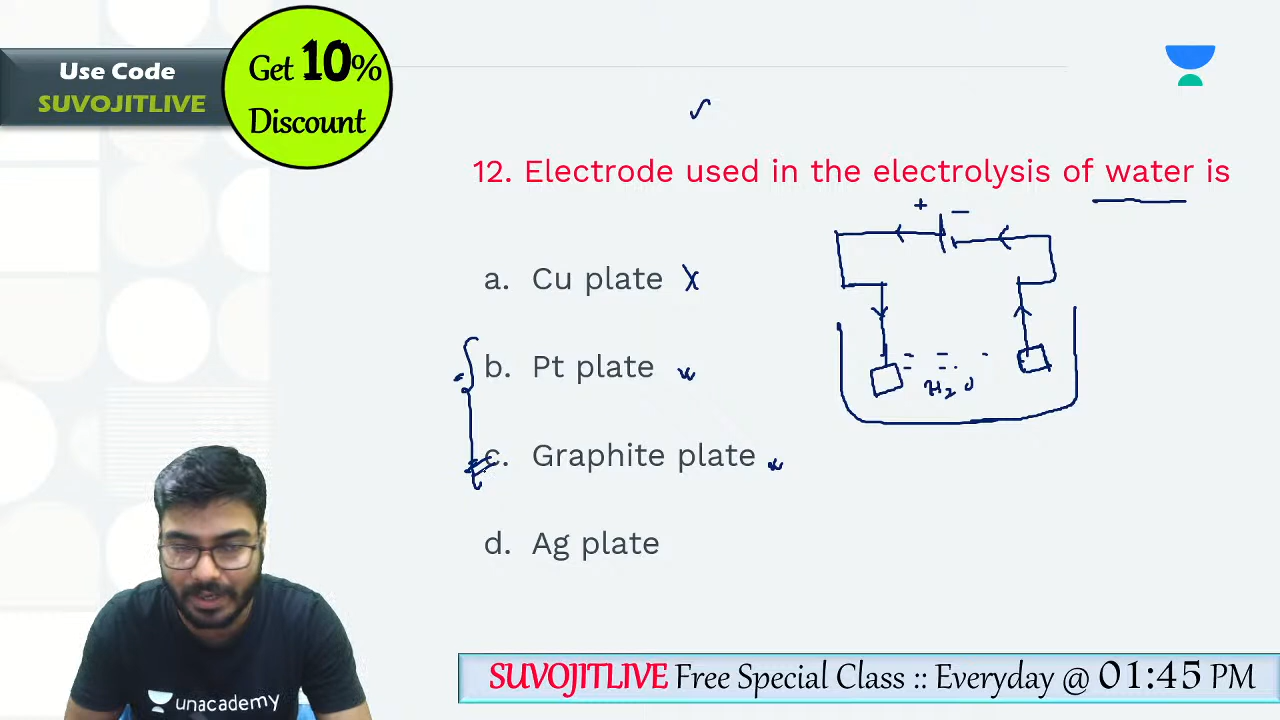 Use Code
SUVOJITLIVE
Get 10%
Discount
12. Electrode used in the electrolysis of water is
+ −
a. Cu plate X
b. Pt plate
c. Graphite plate
d. Ag plate
H2O
unacademy
SUVOJITLIVE Free Special Class :: Everyday @ 01:45 PM